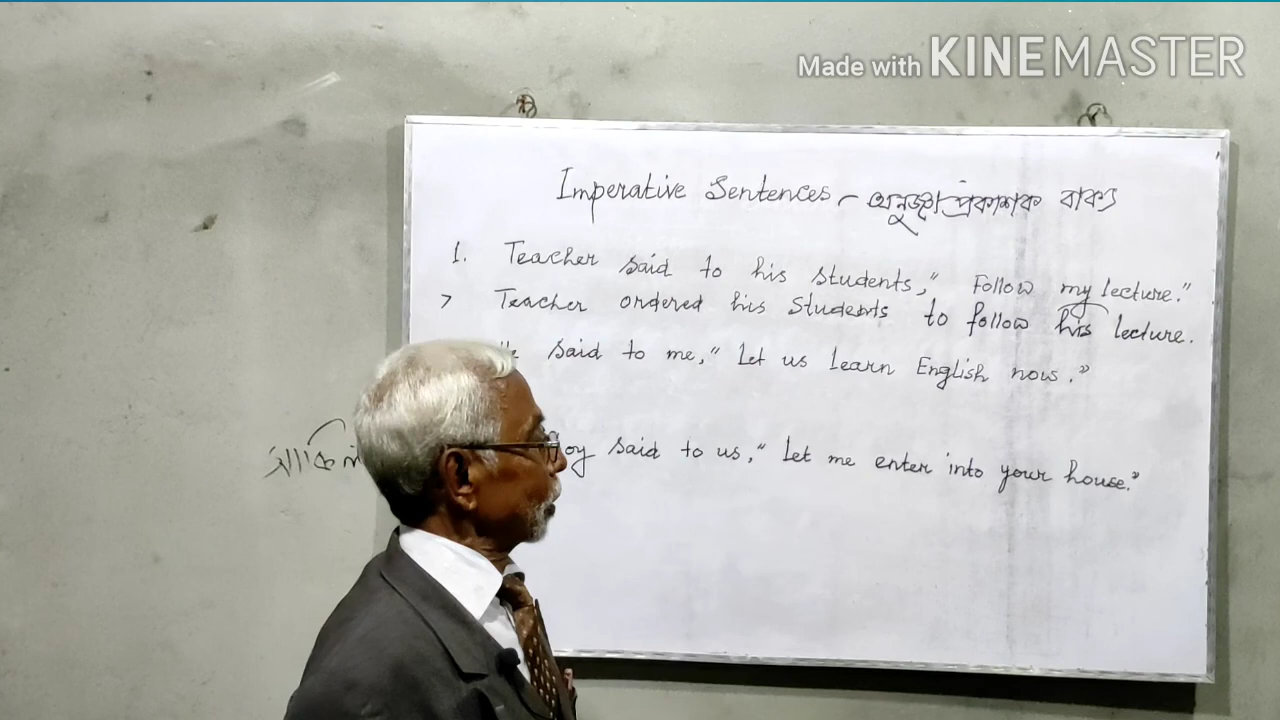 Made with KINEMASTER
Imperative Sentences - অনুজ্ঞা প্রকাশক বাক্য
1. Teacher said to his students, " Follow my lecture."
> Teacher ordered his students to follow his lecture.
said to me, " Let us learn English now."
said to us, " Let me enter into your house."